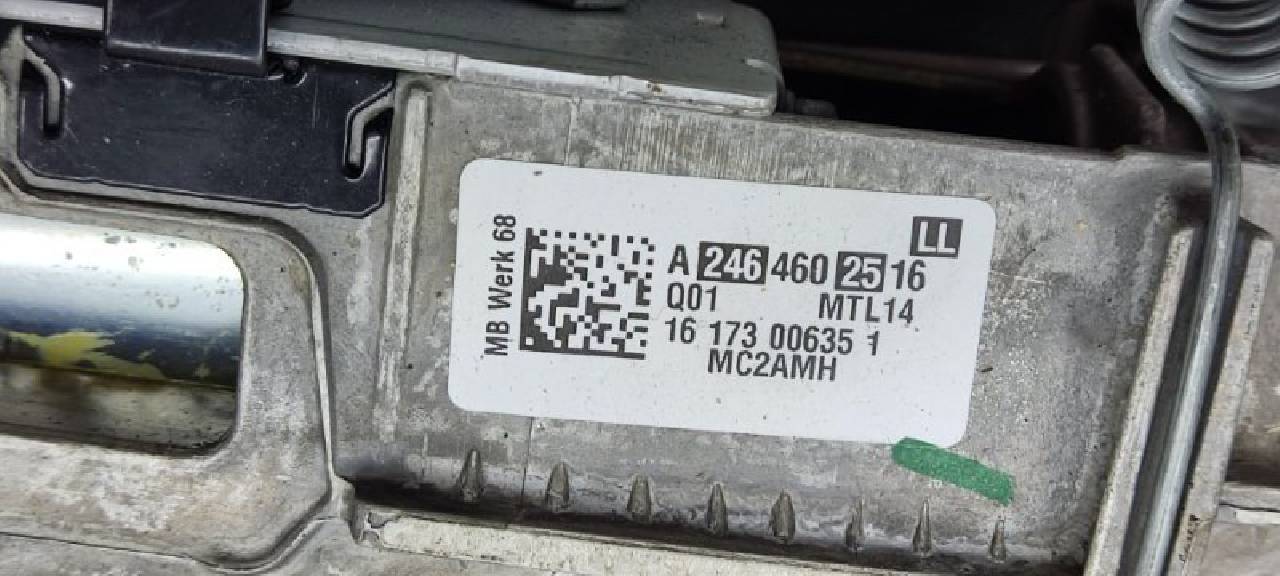 MB Werk 68
LL
A 246 460 25 16
Q01 MTL14
16 173 00635 1
MC2AMH